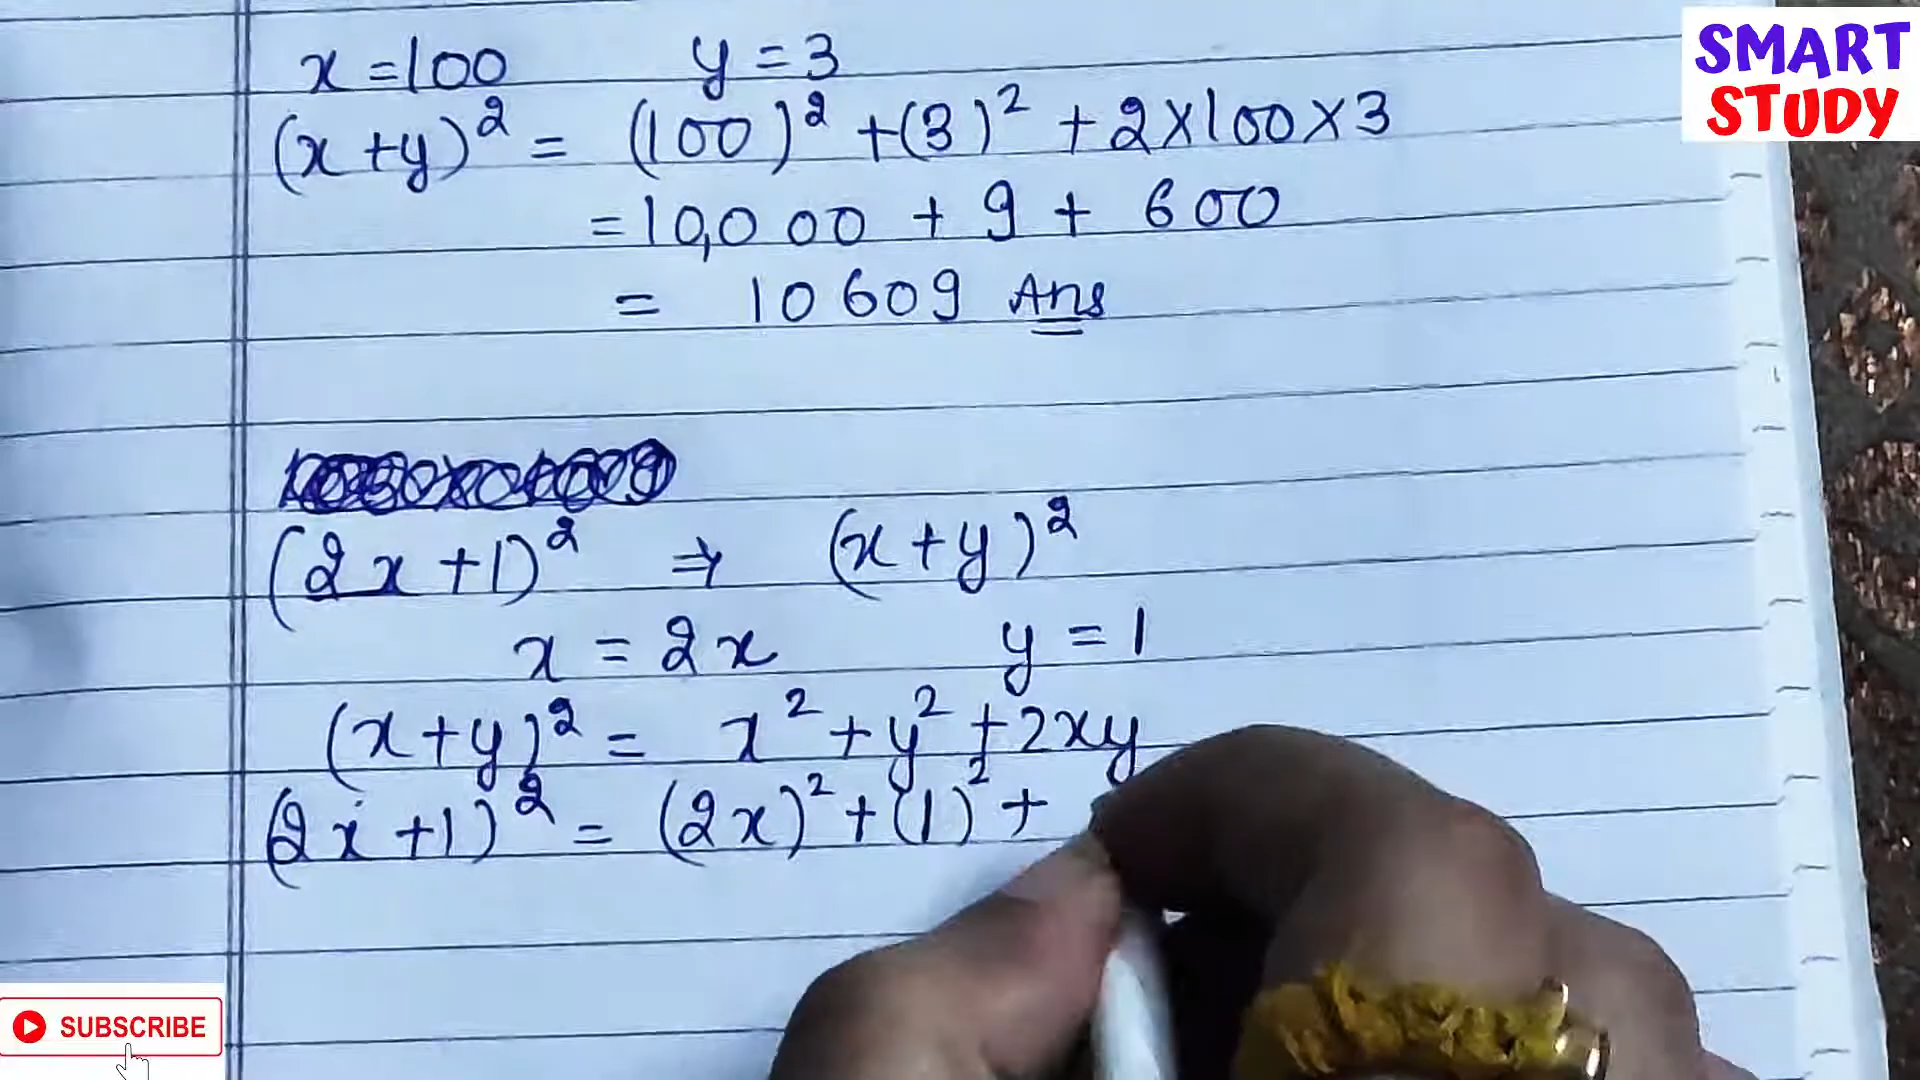 x = 100 y = 3
(x + y)² = (100)² + (3)² + 2×100×3
= 10,000 + 9 + 600
= 10609 Ans
(2x + 1)² ⇒ (x + y)²
x = 2x y = 1
(x + y)² = x² + y² + 2xy
(2x + 1)² = (2x)² + (1)² +
SMART
STUDY
SUBSCRIBE